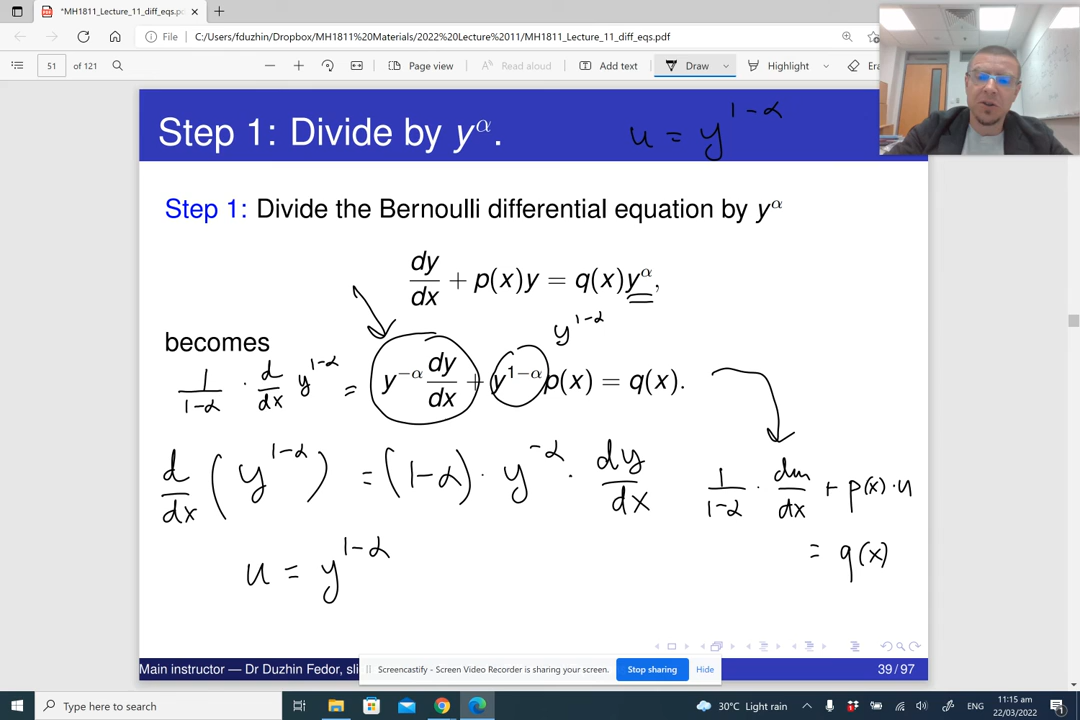 *MH1811_Lecture_11_diff_eqs.pdf
File C:/Users/fduzhin/Dropbox/MH1811%20Materials/2022%20Lecture%2011/MH1811_Lecture_11_diff_eqs.pdf
51 of 121 Page view Read aloud Add text Draw Highlight Era
Step 1: Divide by y^α.
u = y^{1-α}
Step 1: Divide the Bernoulli differential equation by y^α
dy/dx + p(x)y = q(x)y^α,
y^{1-α}
becomes
1/(1-α) · d/dx y^{1-α} = y^{-α} dy/dx + y^{1-α}p(x) = q(x).
d/dx (y^{1-α}) = (1-α) · y^{-α} · dy/dx
1/(1-α) · du/dx + p(x)·u
= q(x)
u = y^{1-α}
Main instructor — Dr Duzhin Fedor, sli
Screencastify - Screen Video Recorder is sharing your screen. Stop sharing Hide
39/97
Type here to search
30°C Light rain
ENG
11:15 am
22/03/2022